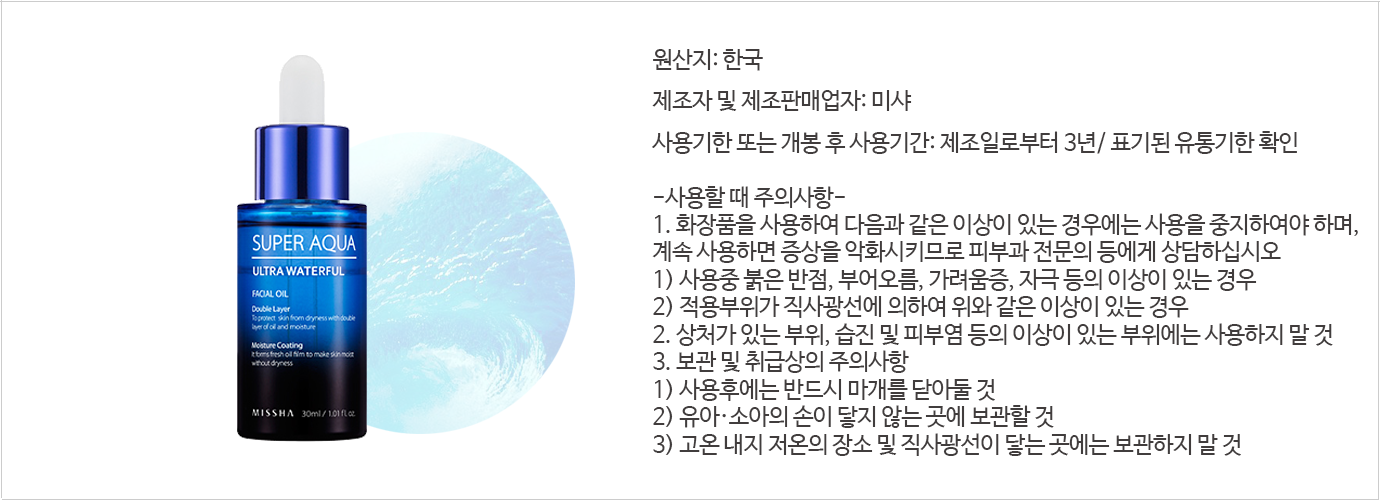 SUPER AQUA
ULTRA WATERFUL
FACIAL OIL
Double Layer
To protect skin from dryness with double
layer of oil and moisture
Moisture Coating
It forms fresh oil film to make skin most
without dryness
MISSHA 30ml / 1.01 fl. oz.
원산지: 한국
제조자 및 제조판매업자: 미샤
사용기한 또는 개봉 후 사용기간: 제조일로부터 3년/ 표기된 유통기한 확인
-사용할 때 주의사항-
1. 화장품을 사용하여 다음과 같은 이상이 있는 경우에는 사용을 중지하여야 하며,
계속 사용하면 증상을 악화시키므로 피부과 전문의 등에게 상담하십시오
1) 사용중 붉은 반점, 부어오름, 가려움증, 자극 등의 이상이 있는 경우
2) 적용부위가 직사광선에 의하여 위와 같은 이상이 있는 경우
2. 상처가 있는 부위, 습진 및 피부염 등의 이상이 있는 부위에는 사용하지 말 것
3. 보관 및 취급상의 주의사항
1) 사용후에는 반드시 마개를 닫아둘 것
2) 유아·소아의 손이 닿지 않는 곳에 보관할 것
3) 고온 내지 저온의 장소 및 직사광선이 닿는 곳에는 보관하지 말 것